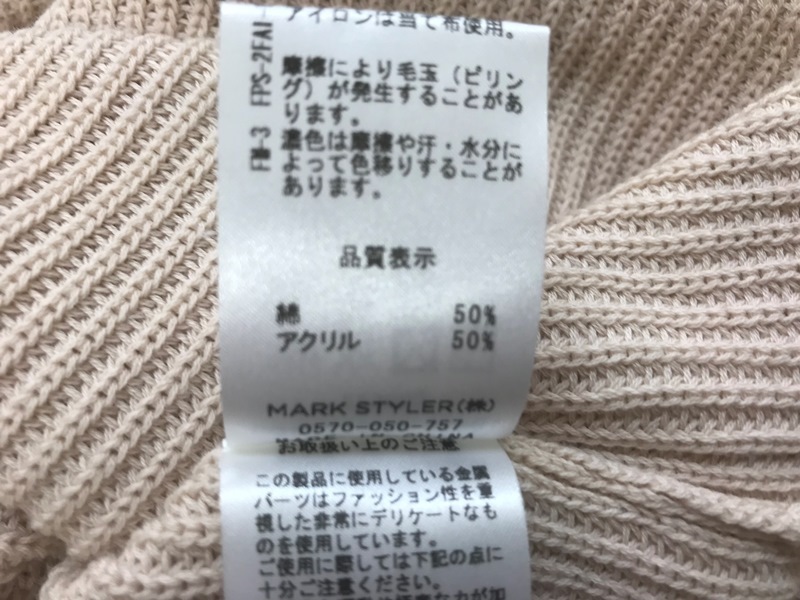 アイロンは当て布使用。
FPS-2FAI
摩擦により毛玉（ピリン
グ）が発生することがあ
ります。
FW-3
濃色は摩擦や汗・水分に
よって色移りすることが
あります。
品質表示
綿 50%
アクリル 50%
MARK STYLER(株)
0570-050-757
お取扱い上のご注意
この製品に使用している金属
パーツはファッション性を重
視した非常にデリケートなも
のを使用しています。
ご使用に際しては下記の点に
十分ご注意ください。